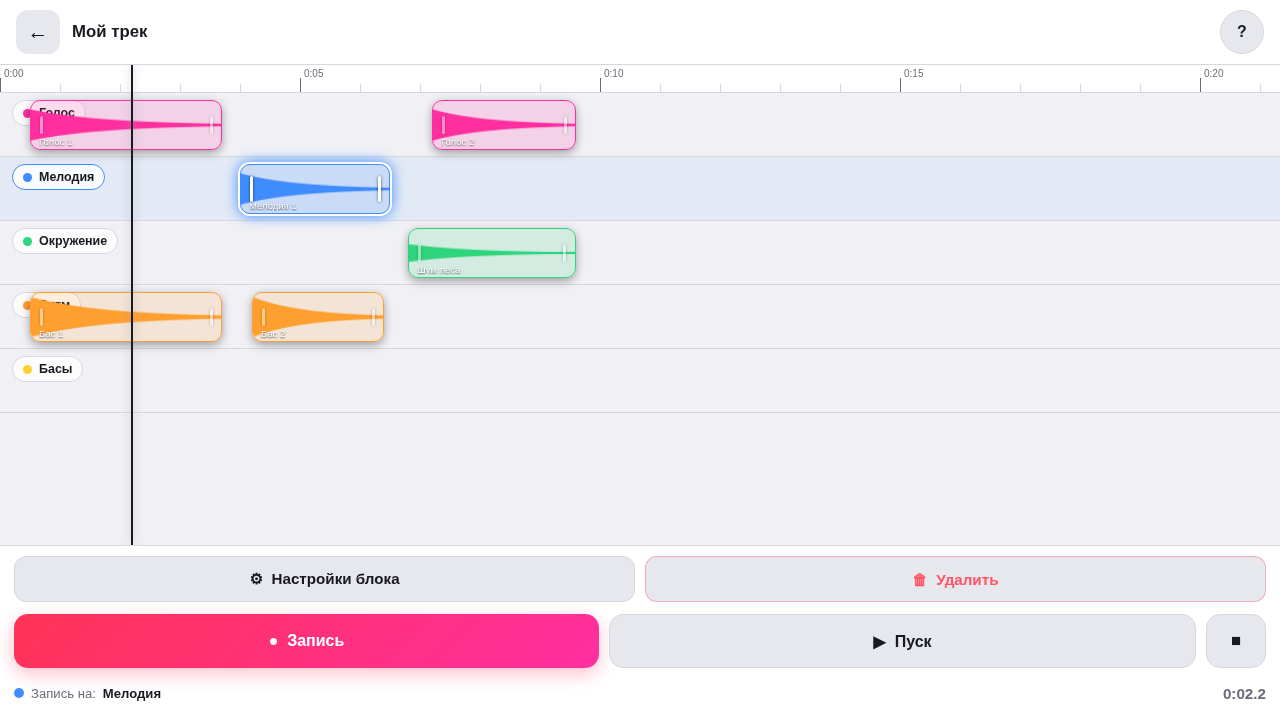 ← Мой трек ?
0:00 0:05 0:10 0:15 0:20
Голос
Голос 1 Голос 2
Мелодия
Мелодия 1
Окружение
Шум леса
Ритм
Бас 1 Бас 2
Басы
⚙ Настройки блока 🗑 Удалить
● Запись ▶ Пуск ■
Запись на: Мелодия 0:02.2